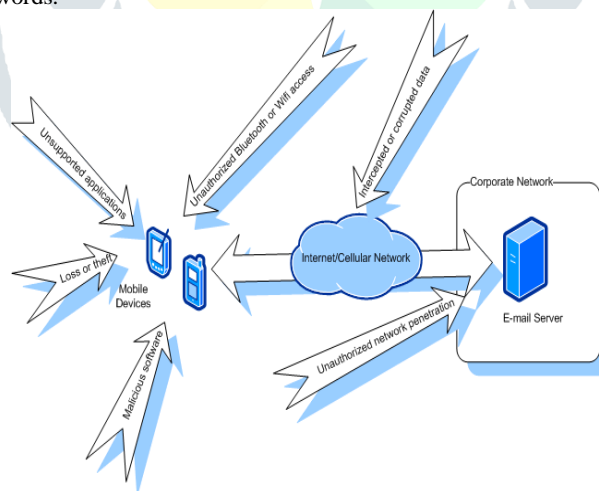 words.
Unsupported applications
Unauthorized Bluetooth or Wifi access
Intercepted or corrupted data
Corporate Network
Loss or theft
Mobile
Devices
Internet/Cellular Network
E-mail Server
Malicious software
Unauthorized network penetration